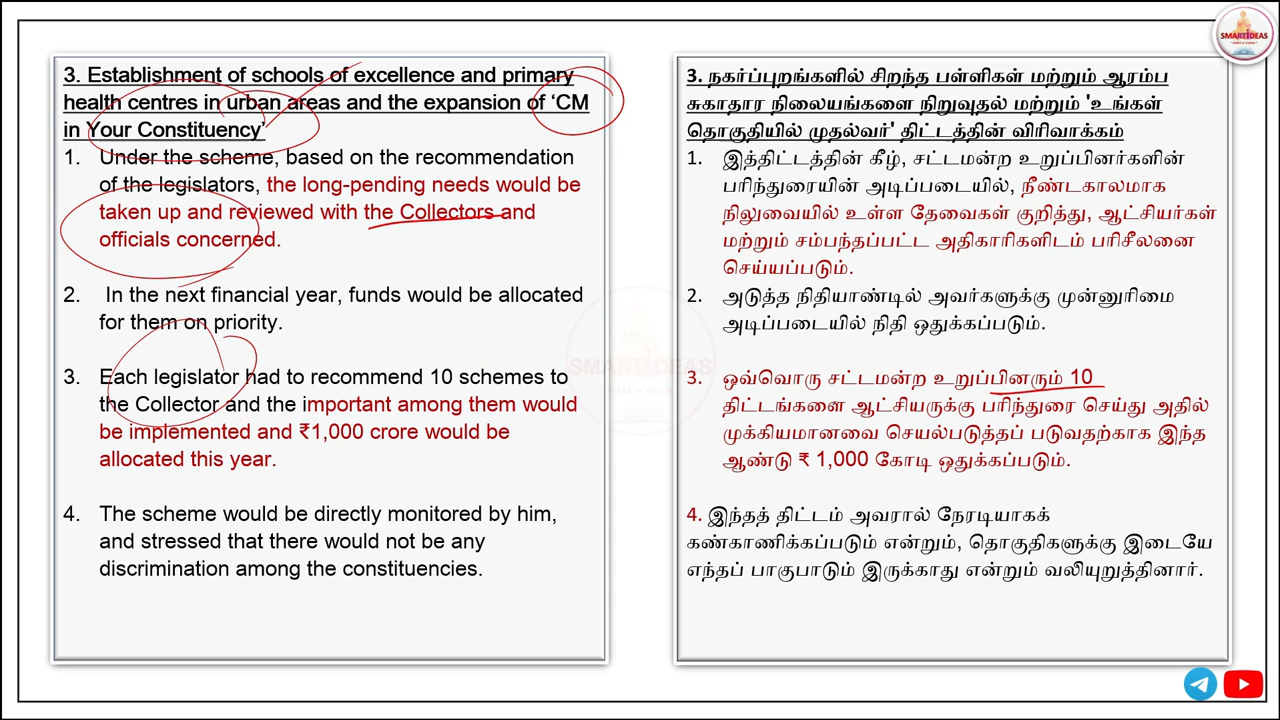 SMARTIDEAS
3. Establishment of schools of excellence and primary
health centres in urban areas and the expansion of ‘CM
in Your Constituency’
1. Under the scheme, based on the recommendation
of the legislators, the long-pending needs would be
taken up and reviewed with the Collectors and
officials concerned.
2. In the next financial year, funds would be allocated
for them on priority.
3. Each legislator had to recommend 10 schemes to
the Collector and the important among them would
be implemented and ₹1,000 crore would be
allocated this year.
4. The scheme would be directly monitored by him,
and stressed that there would not be any
discrimination among the constituencies.
3. நகர்ப்புறங்களில் சிறந்த பள்ளிகள் மற்றும் ஆரம்ப
சுகாதார நிலையங்களை நிறுவுதல் மற்றும் 'உங்கள்
தொகுதியில் முதல்வர்' திட்டத்தின் விரிவாக்கம்
1. இத்திட்டத்தின் கீழ், சட்டமன்ற உறுப்பினர்களின்
பரிந்துரையின் அடிப்படையில், நீண்டகாலமாக
நிலுவையில் உள்ள தேவைகள் குறித்து, ஆட்சியர்கள்
மற்றும் சம்பந்தப்பட்ட அதிகாரிகளிடம் பரிசீலனை
செய்யப்படும்.
2. அடுத்த நிதியாண்டில் அவர்களுக்கு முன்னுரிமை
அடிப்படையில் நிதி ஒதுக்கப்படும்.
3. ஒவ்வொரு சட்டமன்ற உறுப்பினரும் 10
திட்டங்களை ஆட்சியருக்கு பரிந்துரை செய்து அதில்
முக்கியமானவை செயல்படுத்தப் படுவதற்காக இந்த
ஆண்டு ₹ 1,000 கோடி ஒதுக்கப்படும்.
4. இந்தத் திட்டம் அவரால் நேரடியாகக்
கண்காணிக்கப்படும் என்றும், தொகுதிகளுக்கு இடையே
எந்தப் பாகுபாடும் இருக்காது என்றும் வலியுறுத்தினார்.
SMARTIDEAS